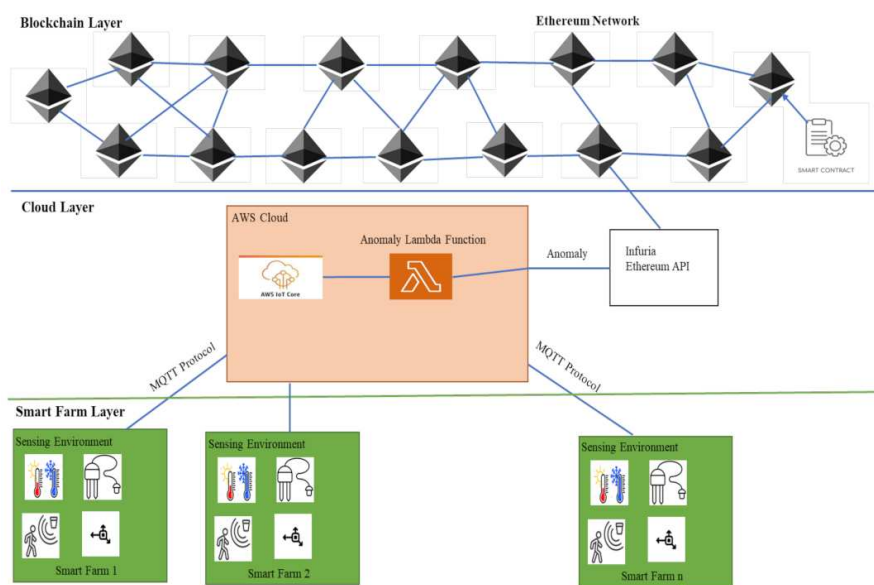 Blockchain Layer
Ethereum Network
SMART CONTRACT
Cloud Layer
AWS Cloud
Anomaly Lambda Function
AWS IoT Core
Anomaly
Infuria
Ethereum API
MQTT Protocol
MQTT Protocol
Smart Farm Layer
Sensing Environment
Smart Farm 1
Sensing Environment
Smart Farm 2
Sensing Environment
Smart Farm n